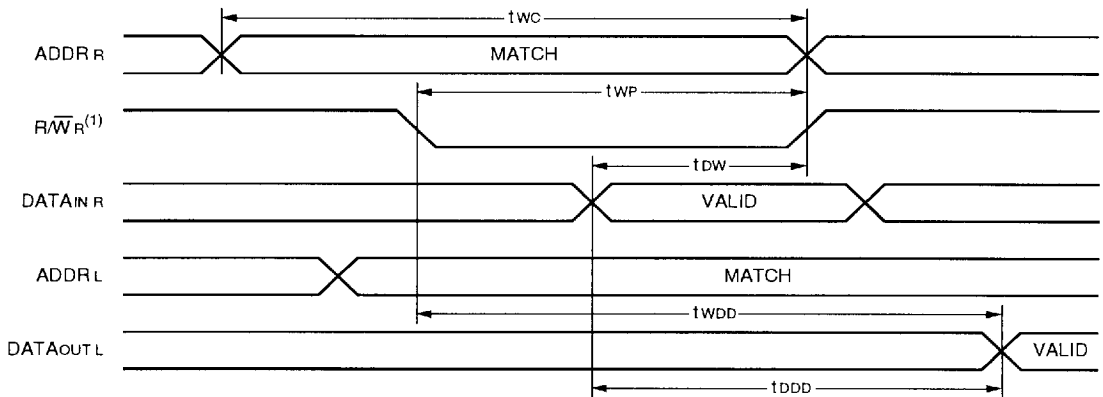 tWC
ADDR R MATCH
tWP
R/W̅ R(1)
tDW
DATAIN R VALID
ADDR L MATCH
tWDD
DATAOUT L VALID
tDDD